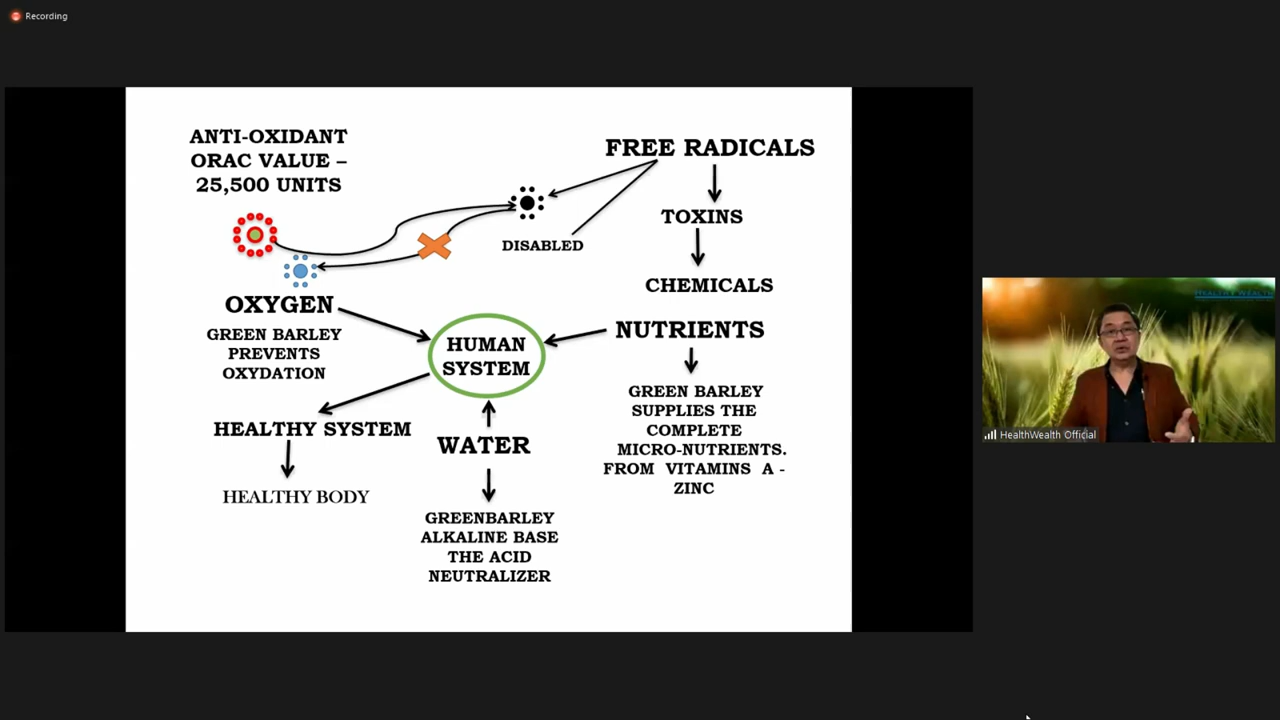 Recording
ANTI-OXIDANT
ORAC VALUE –
25,500 UNITS
FREE RADICALS
TOXINS
DISABLED
CHEMICALS
OXYGEN
GREEN BARLEY
PREVENTS
OXYDATION
HUMAN
SYSTEM
NUTRIENTS
GREEN BARLEY
SUPPLIES THE
COMPLETE
MICRO-NUTRIENTS.
FROM VITAMINS A -
ZINC
HEALTHY SYSTEM
HEALTHY BODY
WATER
GREENBARLEY
ALKALINE BASE
THE ACID
NEUTRALIZER
HEALTHY WEALTH
HealthWealth Official